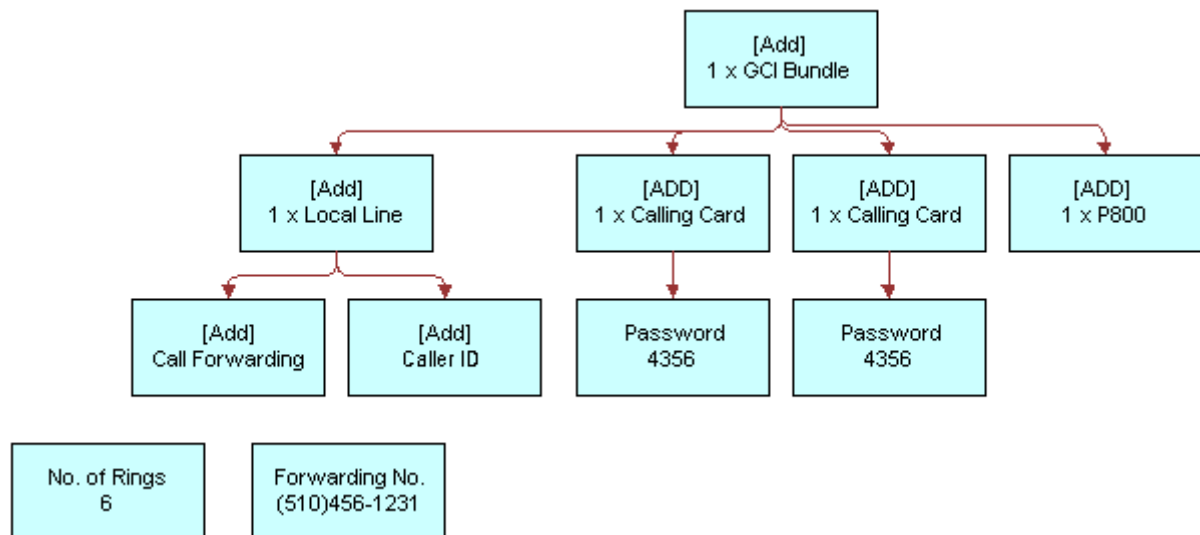 [Add]
1 x GCI Bundle
[Add]
1 x Local Line
[ADD]
1 x Calling Card
[ADD]
1 x Calling Card
[ADD]
1 x P800
[Add]
Call Forwarding
[Add]
Caller ID
Password
4356
Password
4356
No. of Rings
6
Forwarding No.
(510)456-1231